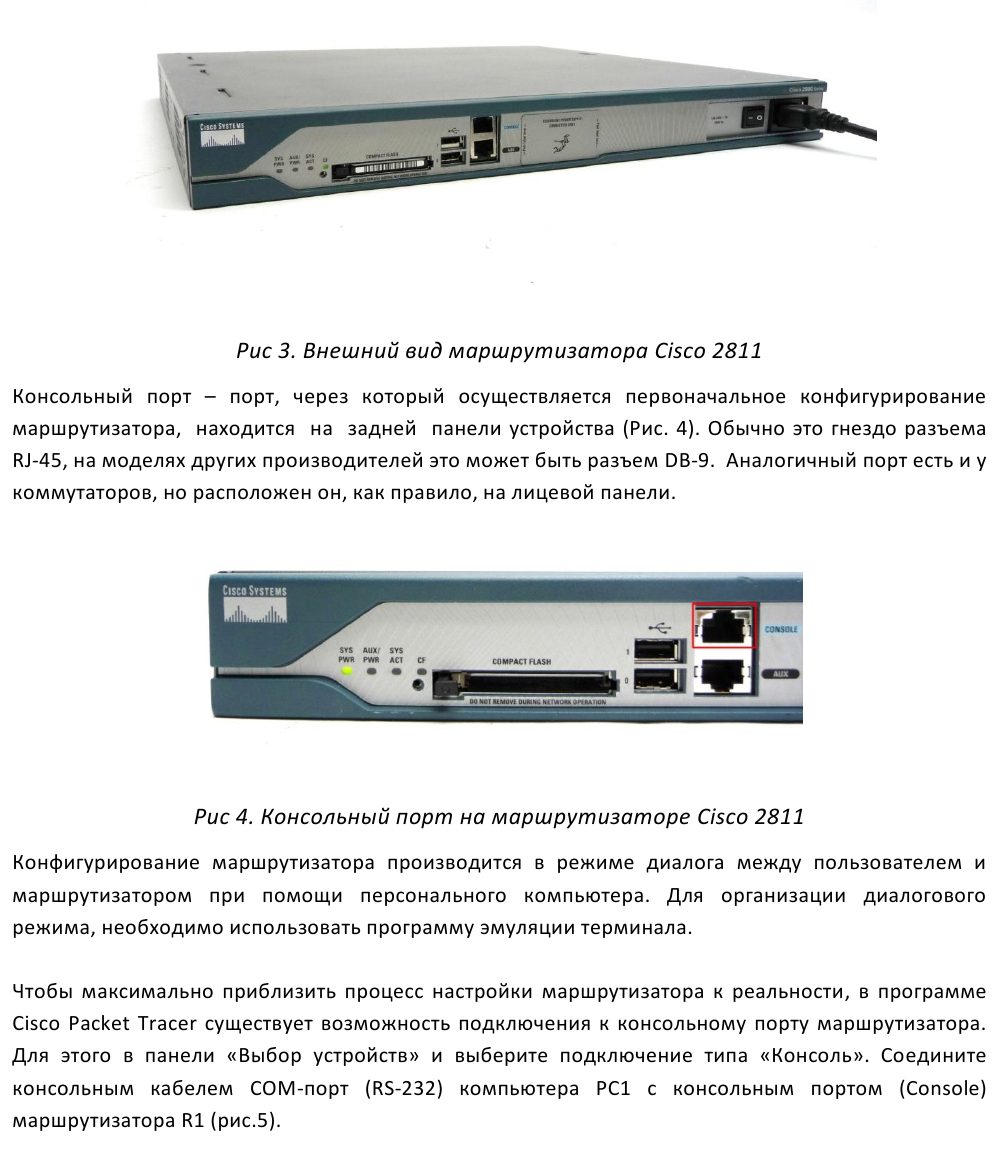 CISCO SYSTEMS
Cisco 2800 Series
SYS PWR
AUX/ PWR
SYS ACT
CF
COMPACT FLASH
DO NOT REMOVE DURING NETWORK OPERATION
CONSOLE
AUX
Рис 3. Внешний вид маршрутизатора Cisco 2811
Консольный порт – порт, через который осуществляется первоначальное конфигурирование
маршрутизатора, находится на задней панели устройства (Рис. 4). Обычно это гнездо разъема
RJ-45, на моделях других производителей это может быть разъем DB-9. Аналогичный порт есть и у
коммутаторов, но расположен он, как правило, на лицевой панели.
CISCO SYSTEMS
SYS PWR
AUX/ PWR
SYS ACT
CF
COMPACT FLASH
DO NOT REMOVE DURING NETWORK OPERATION
1
0
CONSOLE
AUX
Рис 4. Консольный порт на маршрутизаторе Cisco 2811
Конфигурирование маршрутизатора производится в режиме диалога между пользователем и
маршрутизатором при помощи персонального компьютера. Для организации диалогового
режима, необходимо использовать программу эмуляции терминала.
Чтобы максимально приблизить процесс настройки маршрутизатора к реальности, в программе
Cisco Packet Tracer существует возможность подключения к консольному порту маршрутизатора.
Для этого в панели «Выбор устройств» и выберите подключение типа «Консоль». Соедините
консольным кабелем COM-порт (RS-232) компьютера PC1 с консольным портом (Console)
маршрутизатора R1 (рис.5).